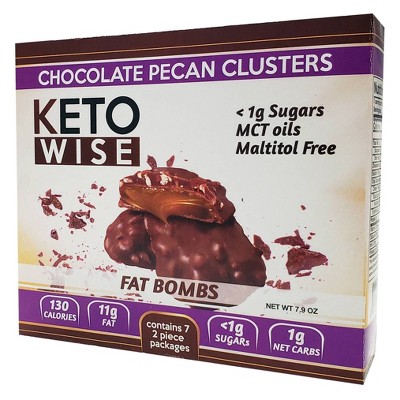 CHOCOLATE PECAN CLUSTERS
KETO
WISE
< 1g Sugars
MCT oils
Maltitol Free
FAT BOMBS
NET WT 7.9 OZ
130
CALORIES
11g
FAT
contains 7
2 piece
packages
<1g
SUGARs
1g
NET CARBS